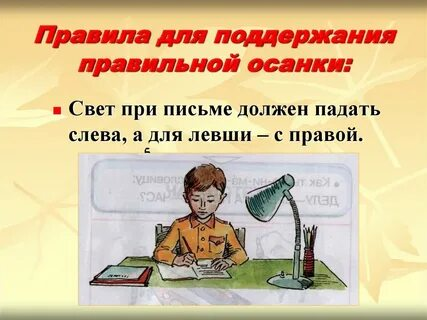 Правила для поддержания
правильной осанки:
Свет при письме должен падать
слева, а для левши – с правой.